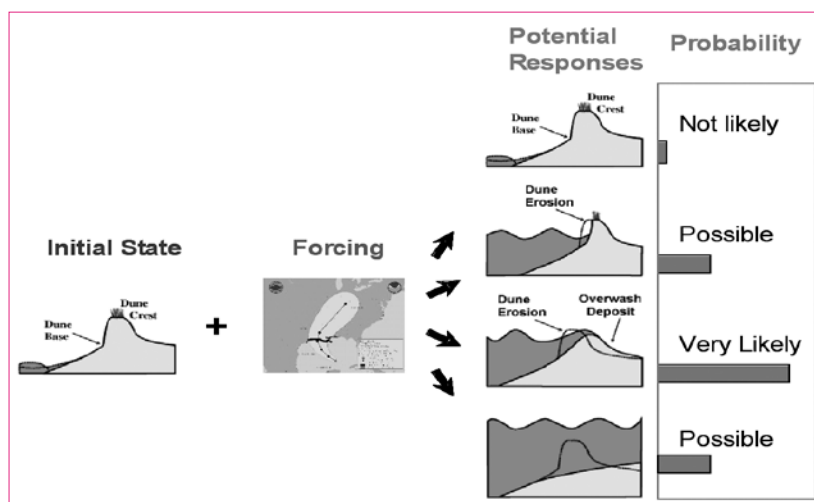 Potential
Responses
Probability
Dune
Crest
Dune
Base
Not likely
Dune
Erosion
Possible
Initial State
Forcing
Dune
Crest
Dune
Base
+
Dune
Erosion
Overwash
Deposit
Very Likely
Possible